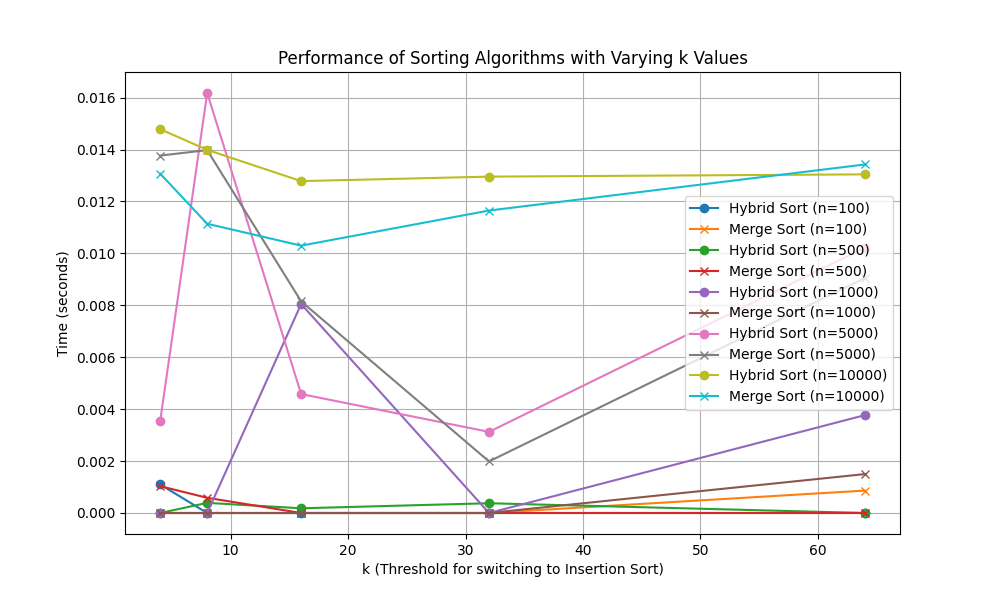 Performance of Sorting Algorithms with Varying k Values
Time (seconds)
0.016
0.014
0.012
0.010
0.008
0.006
0.004
0.002
0.000
Hybrid Sort (n=100)
Merge Sort (n=100)
Hybrid Sort (n=500)
Merge Sort (n=500)
Hybrid Sort (n=1000)
Merge Sort (n=1000)
Hybrid Sort (n=5000)
Merge Sort (n=5000)
Hybrid Sort (n=10000)
Merge Sort (n=10000)
10 20 30 40 50 60
k (Threshold for switching to Insertion Sort)